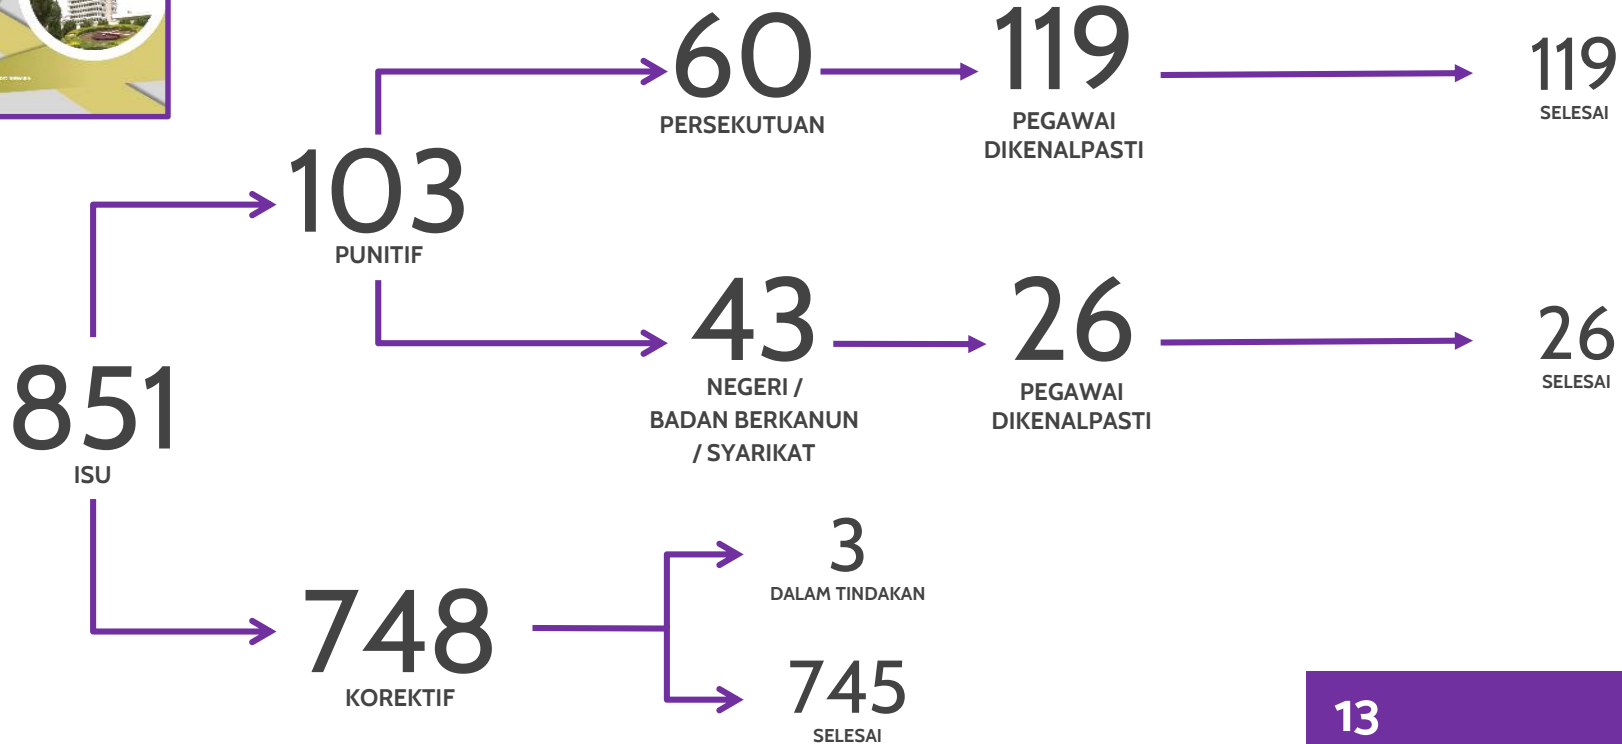 60
PERSEKUTUAN
119
PEGAWAI
DIKENALPASTI
119
SELESAI
103
PUNITIF
43
NEGERI /
BADAN BERKANUN
/ SYARIKAT
26
PEGAWAI
DIKENALPASTI
26
SELESAI
851
ISU
748
KOREKTIF
3
DALAM TINDAKAN
745
SELESAI
13